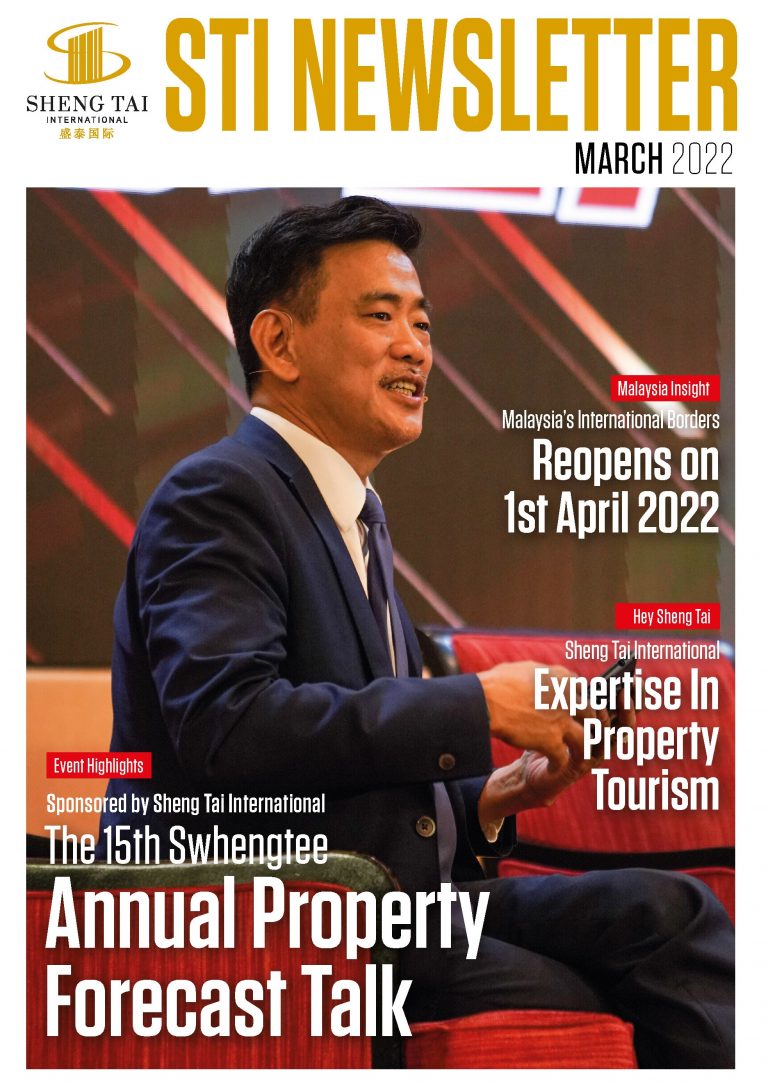 SHENG TAI
INTERNATIONAL
盛泰国际
STI NEWSLETTER
MARCH 2022
Malaysia Insight
Malaysia's International Borders
Reopens on
1st April 2022
Hey Sheng Tai
Sheng Tai International
Expertise In
Property
Tourism
Event Highlights
Sponsored by Sheng Tai International
The 15th Swhengtee
Annual Property
Forecast Talk